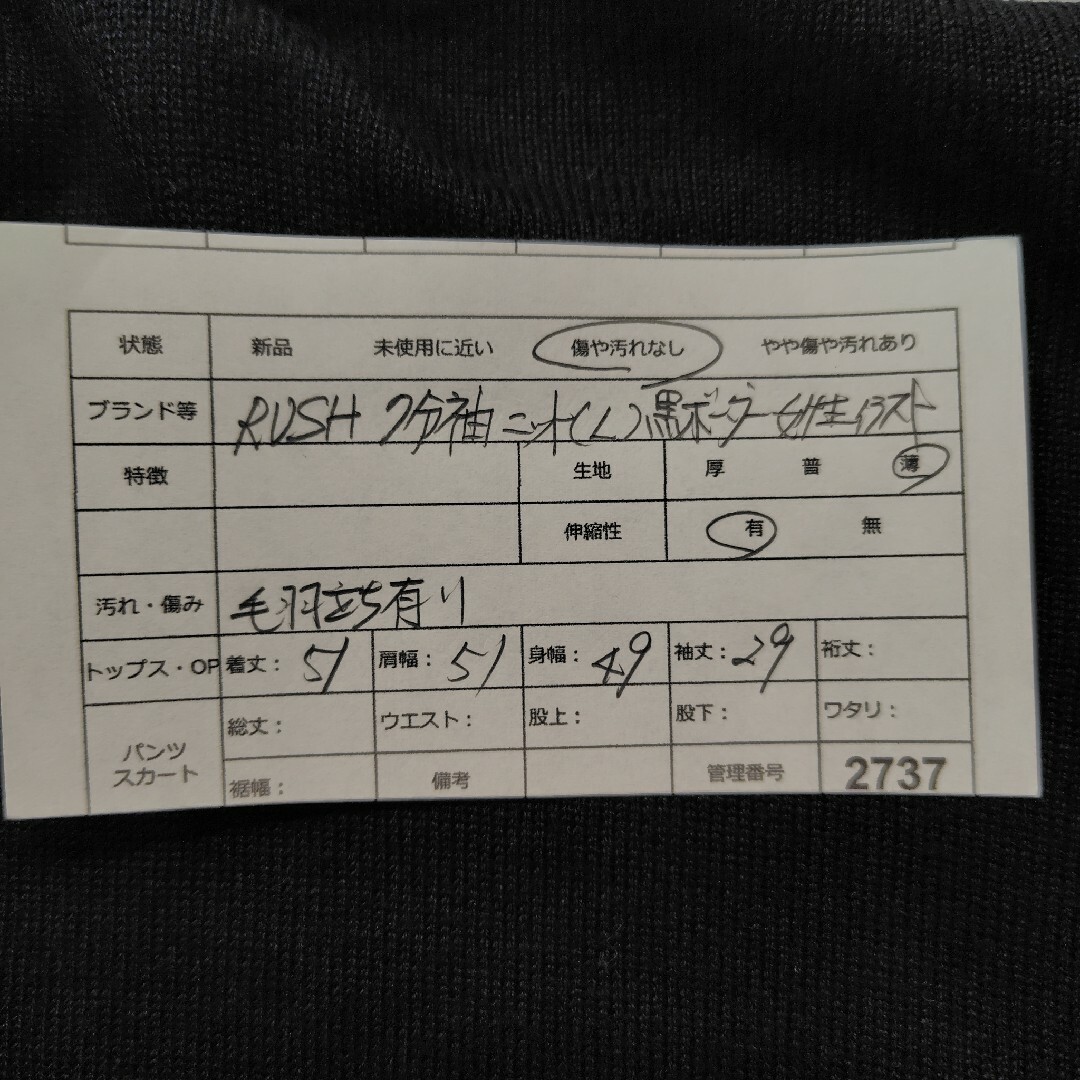 状態 新品 未使用に近い 傷や汚れなし やや傷や汚れあり
ブランド等 RUSH 7分袖ニット(L)黒ボーダー女性イラスト
特徴 生地 厚 普 薄
伸縮性 有 無
汚れ・傷み 毛羽立ち有り
トップス・OP 着丈: 51 肩幅: 51 身幅: 49 袖丈: 29 裄丈:
パンツ スカート 総丈: ウエスト: 股上: 股下: ワタリ:
裾幅: 備考 管理番号 2737